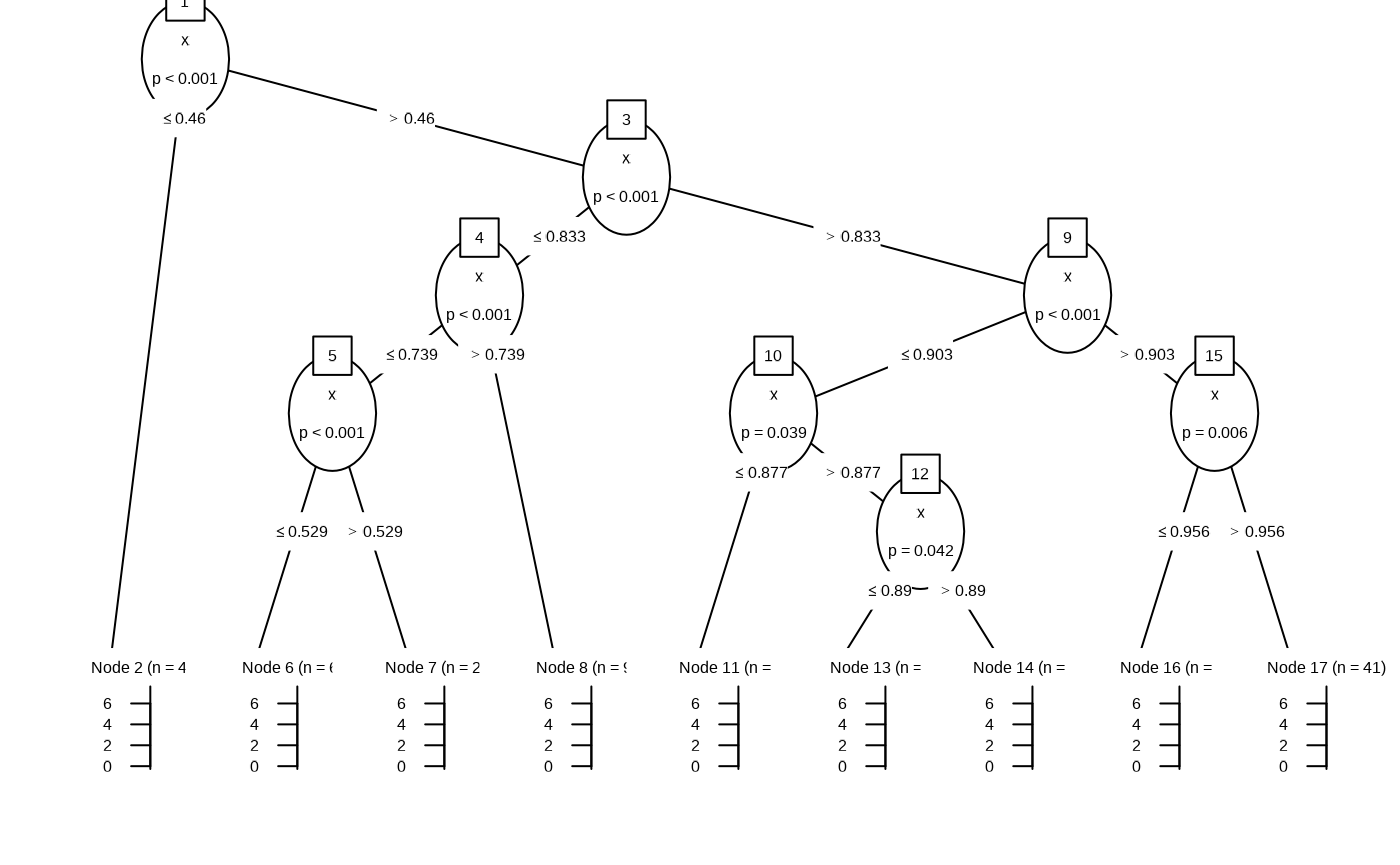 1
x
p < 0.001
≤ 0.46
> 0.46
3
x
p < 0.001
≤ 0.833
> 0.833
4
x
p < 0.001
≤ 0.739
> 0.739
5
x
p < 0.001
≤ 0.529
> 0.529
9
x
p < 0.001
≤ 0.903
> 0.903
10
x
p = 0.039
≤ 0.877
> 0.877
12
x
p = 0.042
≤ 0.89
> 0.89
15
x
p = 0.006
≤ 0.956
> 0.956
Node 2 (n = 4
6
4
2
0
Node 6 (n =
6
4
2
0
Node 7 (n = 2
6
4
2
0
Node 8 (n =
6
4
2
0
Node 11 (n =
6
4
2
0
Node 13 (n =
6
4
2
0
Node 14 (n =
6
4
2
0
Node 16 (n =
6
4
2
0
Node 17 (n = 41)
6
4
2
0